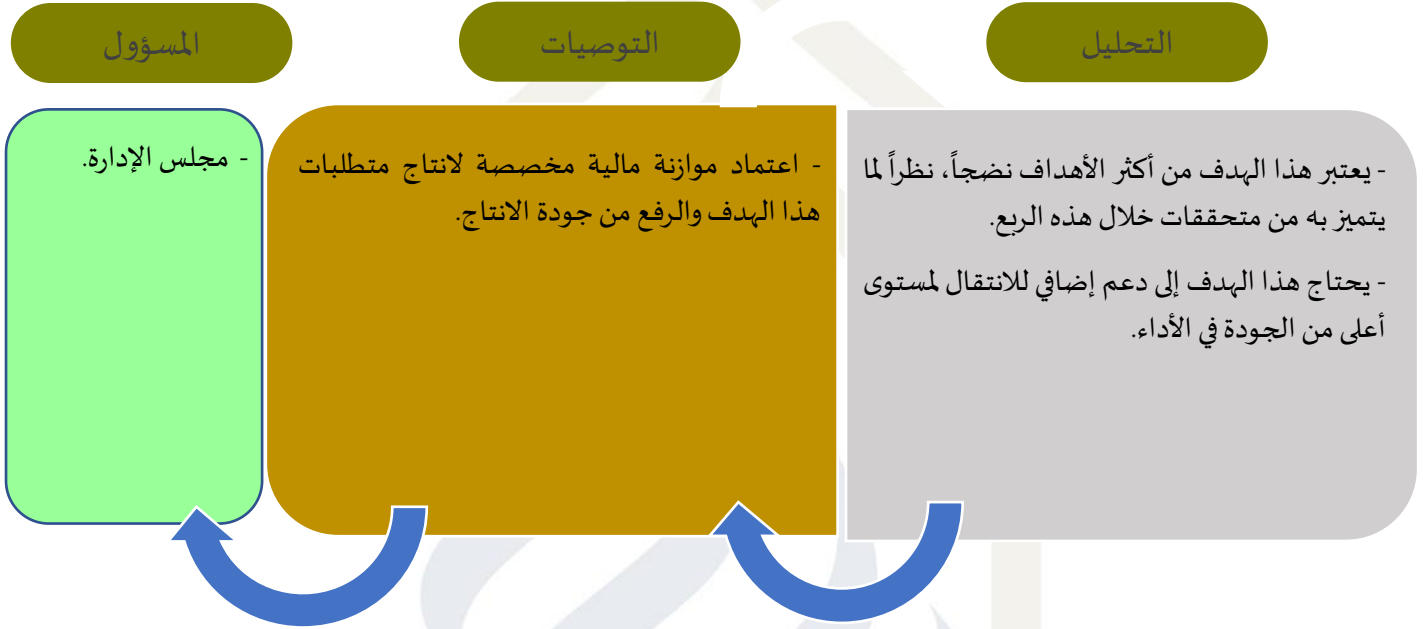 التحليل
التوصيات
المسؤول
- يعتبر هذا الهدف من أكثر الأهداف نضجاً، نظراً لما
يتميز به من متحققات خلال هذه الربع.
- يحتاج هذا الهدف إلى دعم إضافي للانتقال لمستوى
أعلى من الجودة في الأداء.
- اعتماد موازنة مالية مخصصة لانتاج متطلبات
هذا الهدف والرفع من جودة الانتاج.
- مجلس الإدارة.